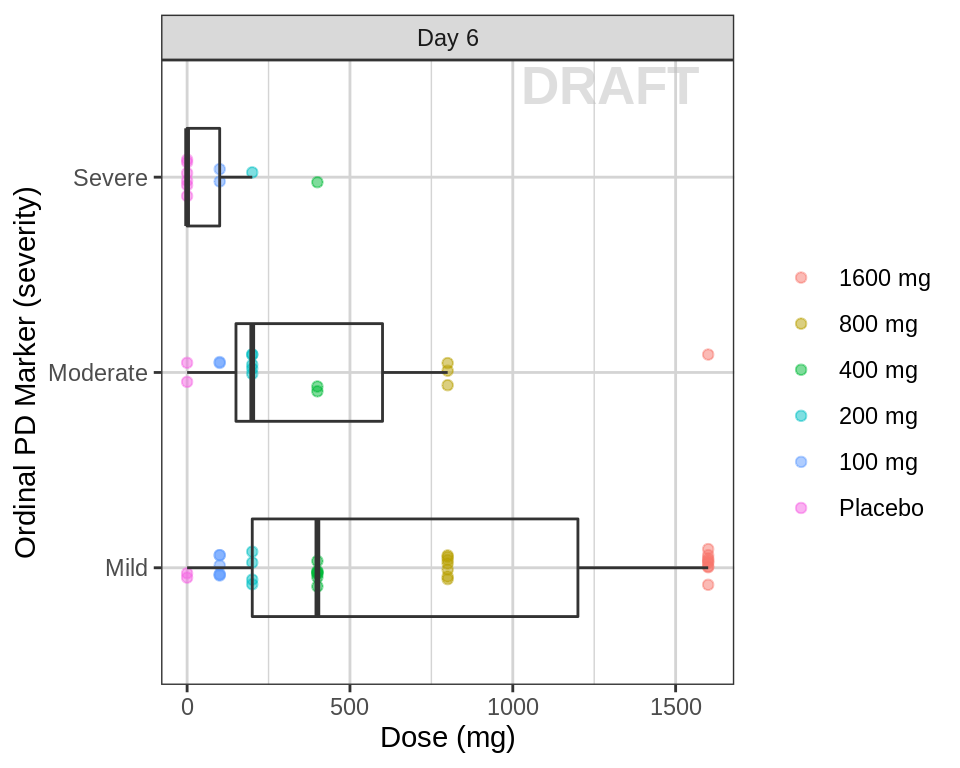 Day 6
DRAFT
Ordinal PD Marker (severity)
Severe
Moderate
Mild
0
500
1000
1500
Dose (mg)
1600 mg
800 mg
400 mg
200 mg
100 mg
Placebo